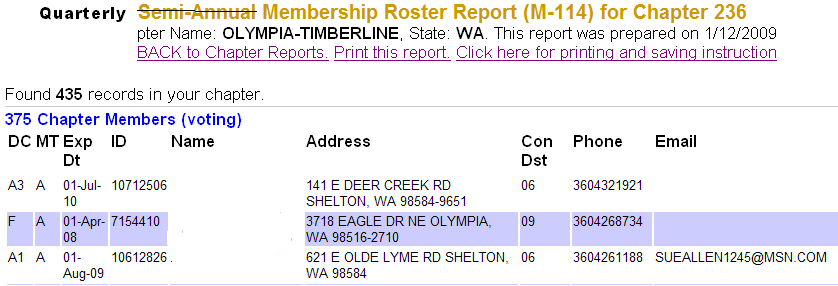 Quarterly Semi-Annual Membership Roster Report (M-114) for Chapter 236
pter Name: OLYMPIA-TIMBERLINE, State: WA. This report was prepared on 1/12/2009
BACK to Chapter Reports. Print this report. Click here for printing and saving instruction
Found 435 records in your chapter.
375 Chapter Members (voting)
DC MT Exp ID Name Address Con Phone Email
Dt Dst
A3 A 01-Jul- 10712506 141 E DEER CREEK RD 06 3604321921
10 SHELTON, WA 98584-9651
F A 01-Apr- 7154410 3718 EAGLE DR NE OLYMPIA, 09 3604268734
08 WA 98516-2710
A1 A 01- 10612826 . 621 E OLDE LYME RD SHELTON, 06 3604261188 SUEALLEN1245@MSN.COM
Aug-09 WA 98584